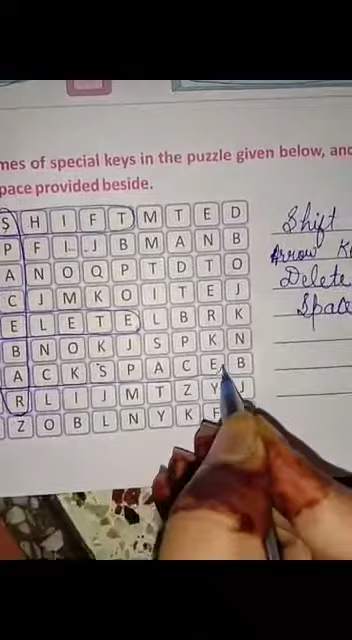 mes of special keys in the puzzle given below, and
pace provided beside.
S H I F T M T E D
P F I J B M A N B
A N O Q P T D T O
C J M K O I T E J
E L E T E L B R K
B N O K J S P K N
A C K S P A C E B
R L I J M T Z Y J
Z O B L N Y K F
Shift
Arrow K
Delete
Space